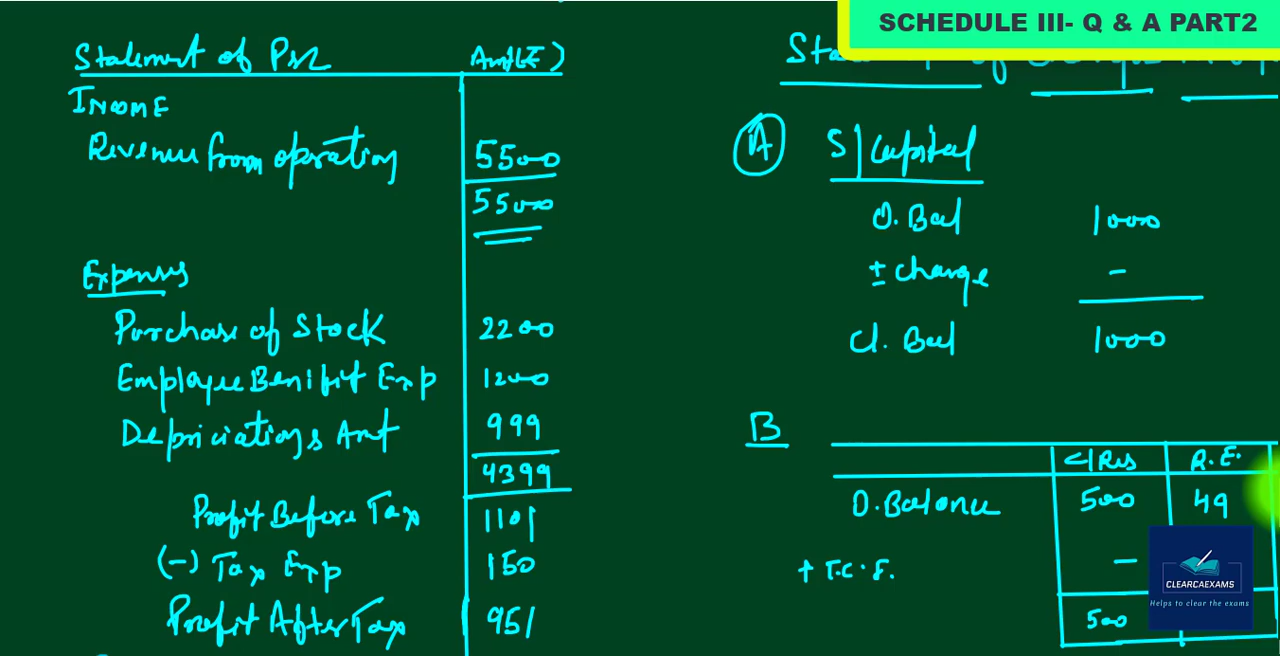 SCHEDULE III- Q & A PART2
Statement of P&L Amt(₹)
INCOME
Revenue from operating 5500
5500
Expenses
Purchase of Stock 2200
Employee Benifit Exp 1200
Depriciations Amt 999
4399
Profit Before Tax 1101
(-) Tax Exp 150
Profit After Tax 951
of
A S/Capital
O. Bal 1000
± change -
Cl. Bal 1000
B
C/Res R.E.
O. Balance 500 49
+ T.C.I. -
500
CLEARCAEXAMS
Helps to clear the exams